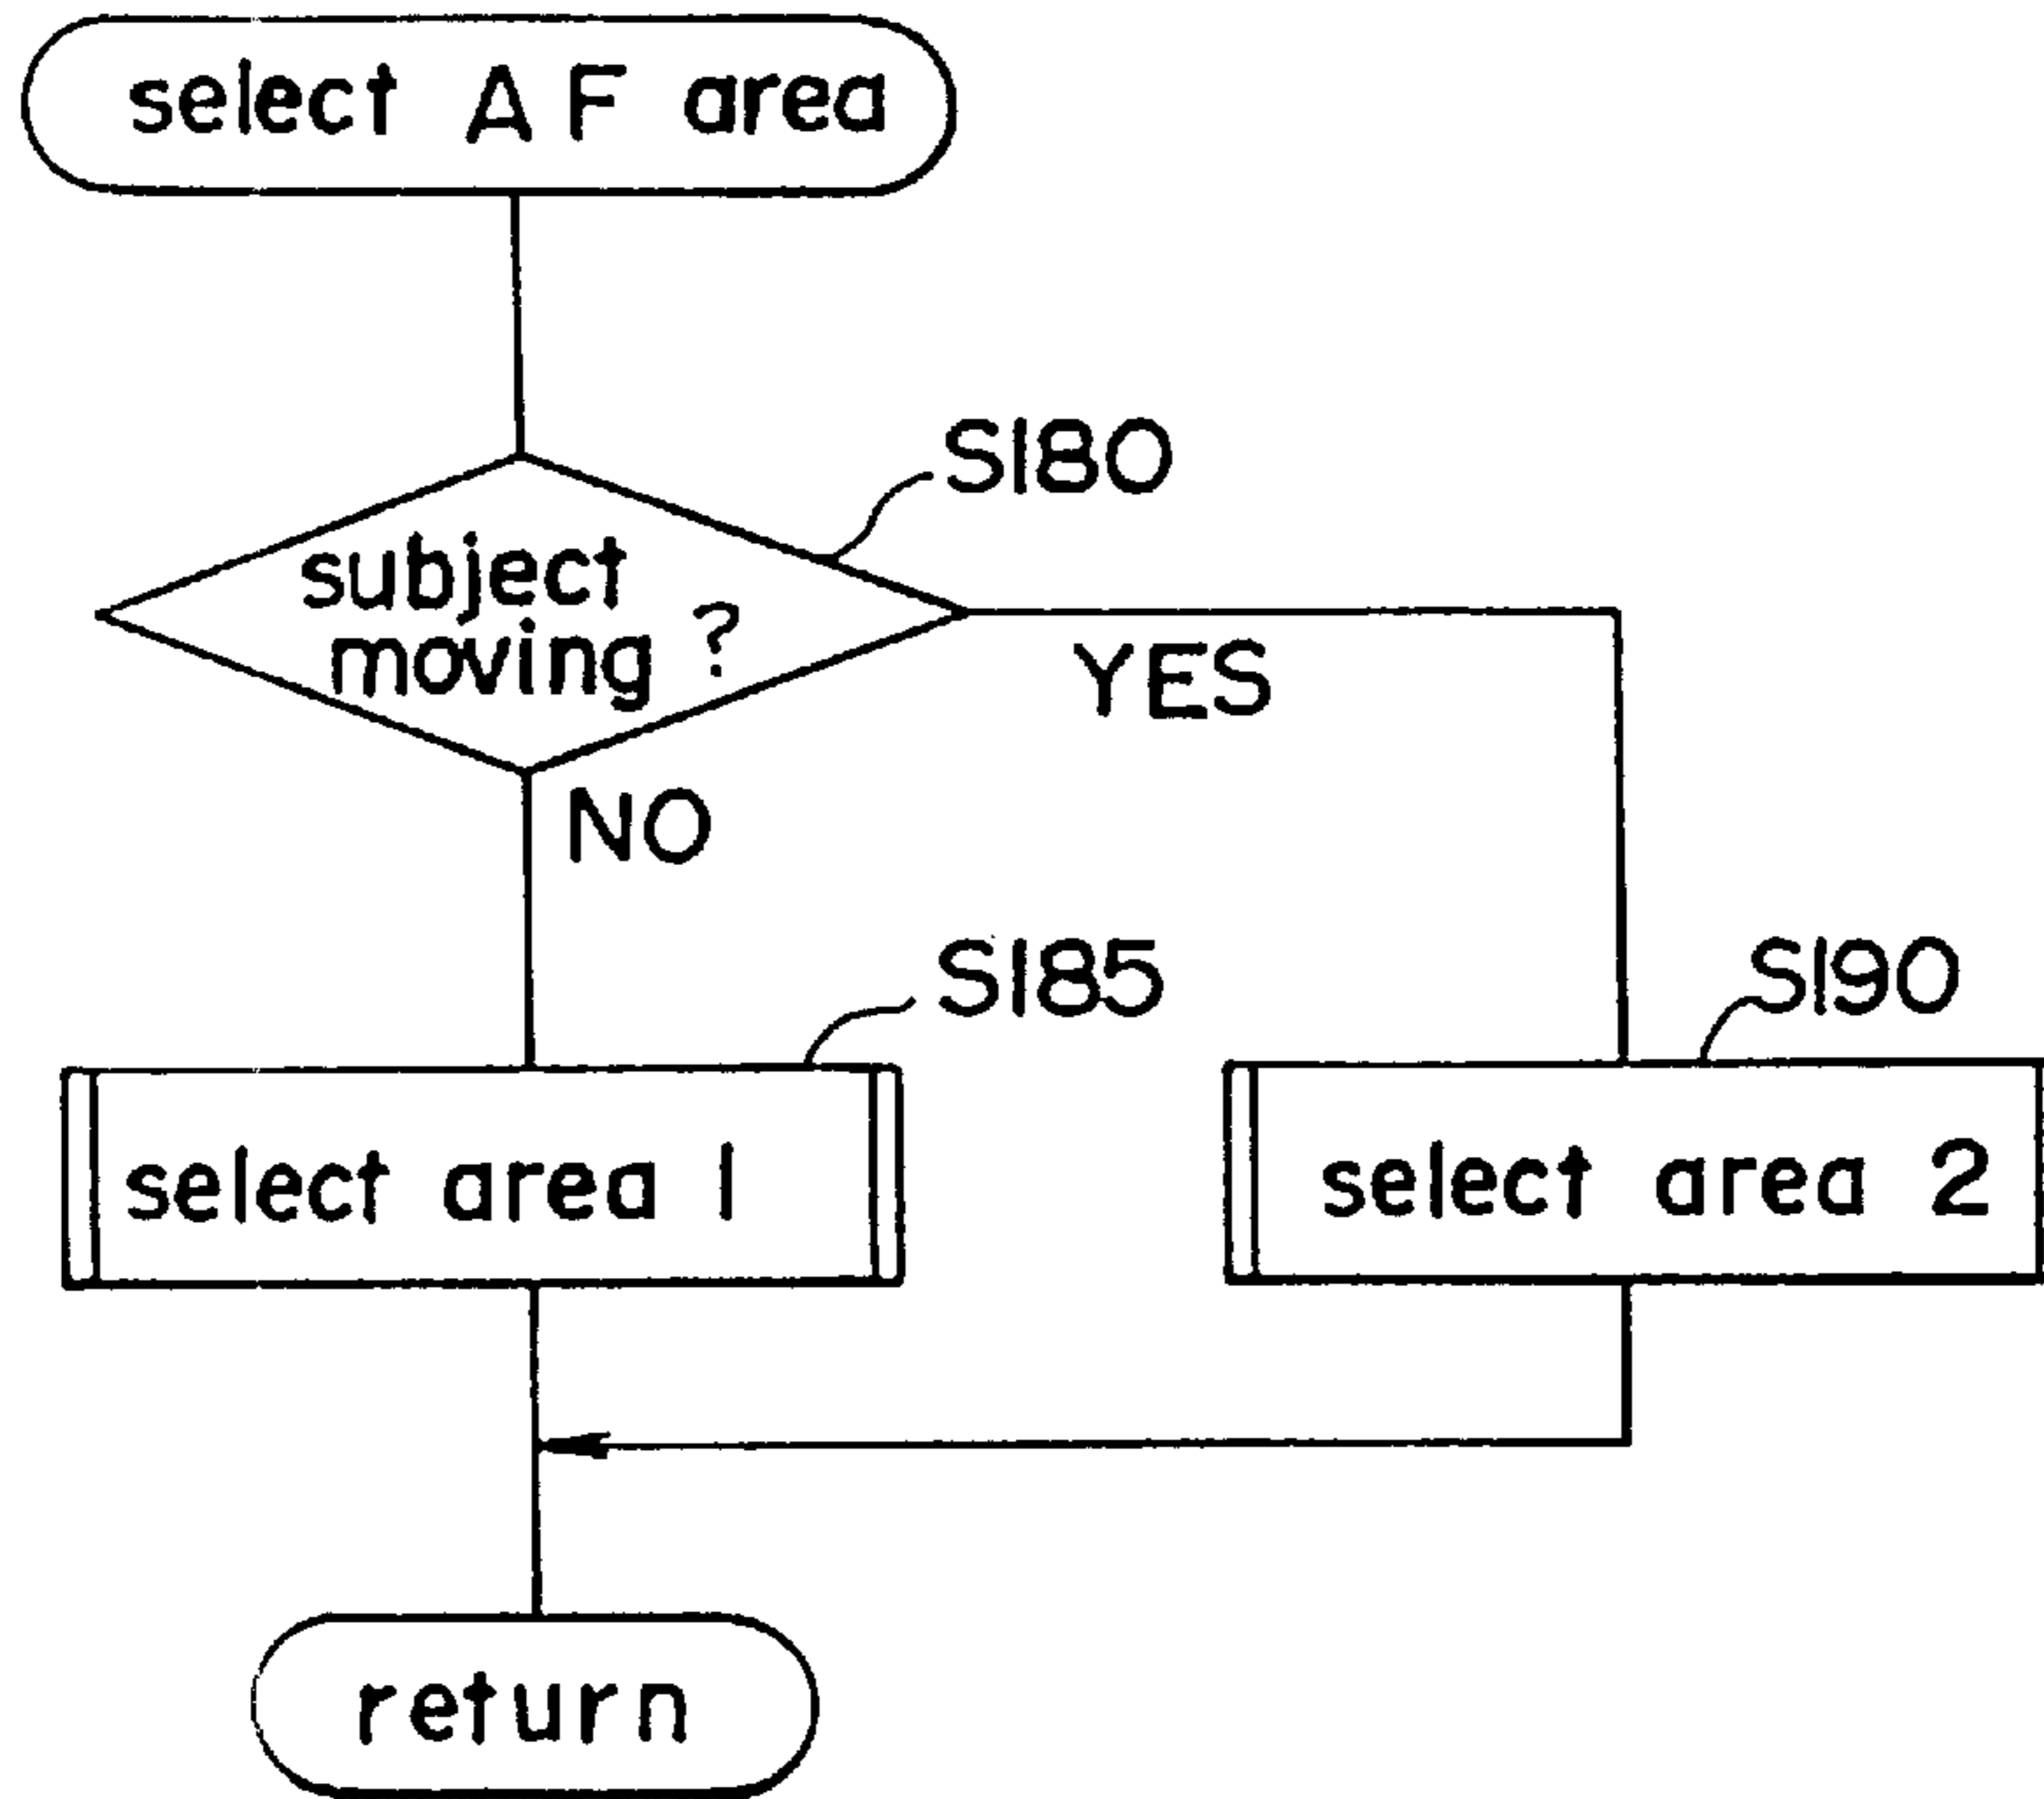 select AF area
S180
subject
moving ?
YES
NO
S185
S190
select area 1
select area 2
return